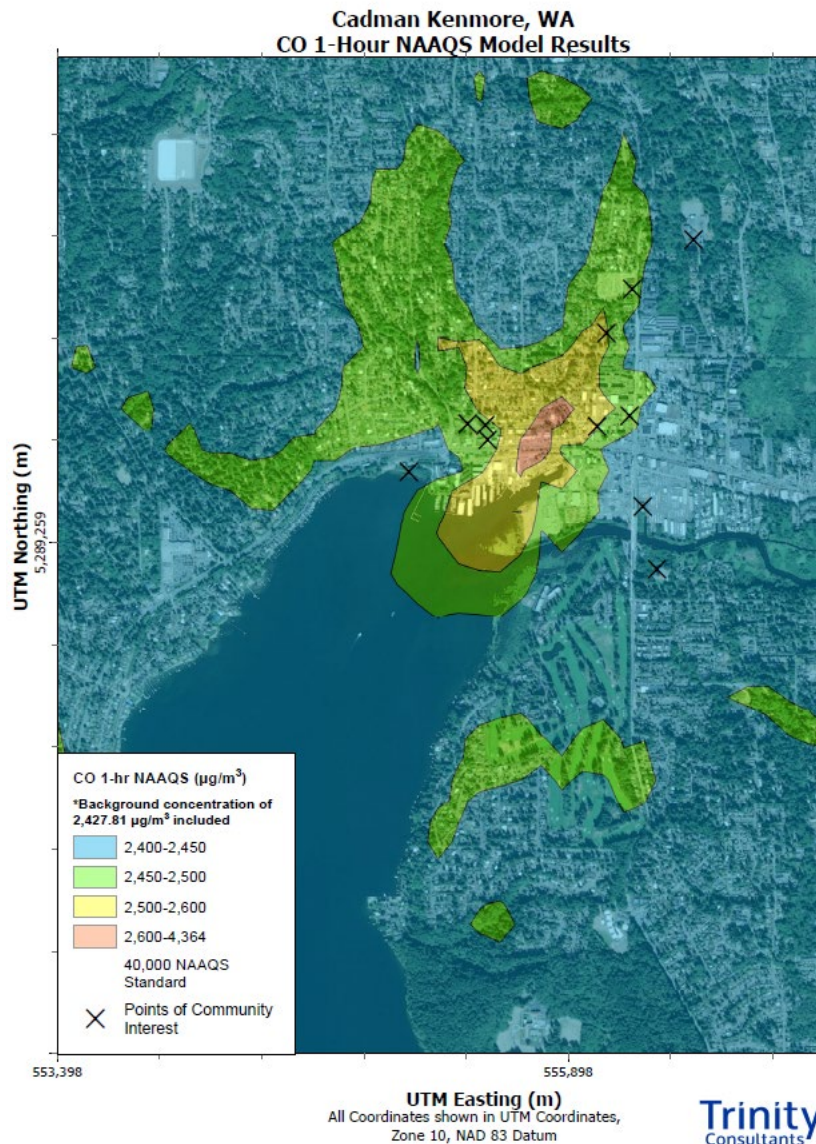 Cadman Kenmore, WA
CO 1-Hour NAAQS Model Results
UTM Northing (m)
5,289,259
CO 1-hr NAAQS (µg/m³)
*Background concentration of
2,427.81 µg/m³ included
2,400-2,450
2,450-2,500
2,500-2,600
2,600-4,364
40,000 NAAQS
Standard
Points of Community
Interest
553,398
555,898
UTM Easting (m)
All Coordinates shown in UTM Coordinates,
Zone 10, NAD 83 Datum
Trinity
Consultants